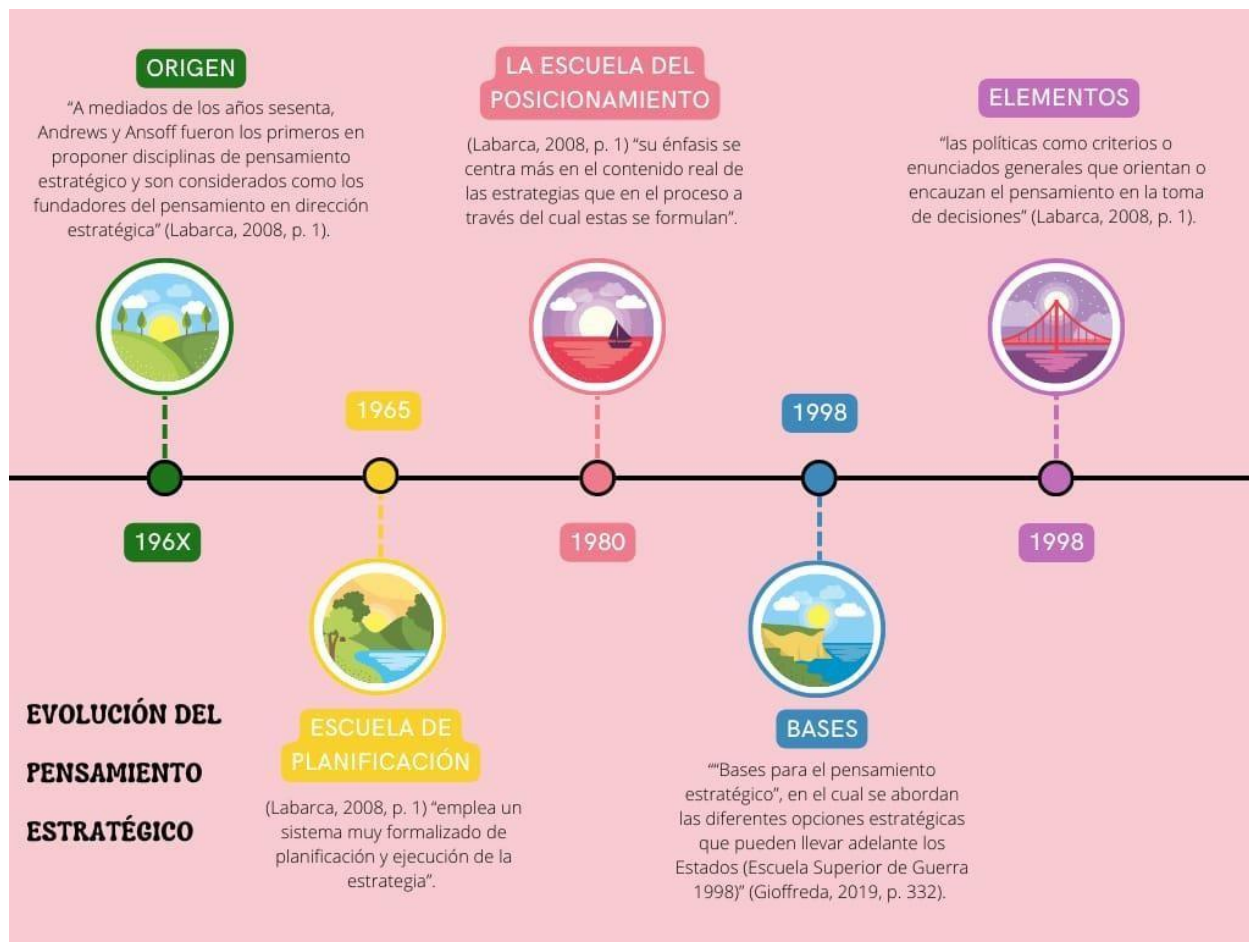 ORIGEN
“A mediados de los años sesenta,
Andrews y Ansoff fueron los primeros en
proponer disciplinas de pensamiento
estratégico y son considerados como los
fundadores del pensamiento en dirección
estratégica” (Labarca, 2008, p. 1).
196X
1965
ESCUELA DE
PLANIFICACIÓN
(Labarca, 2008, p. 1) “emplea un
sistema muy formalizado de
planificación y ejecución de la
estrategia”.
LA ESCUELA DEL
POSICIONAMIENTO
(Labarca, 2008, p. 1) “su énfasis se
centra más en el contenido real de
las estrategias que en el proceso a
través del cual estas se formulan”.
1980
1998
BASES
““Bases para el pensamiento
estratégico”, en el cual se abordan
las diferentes opciones estratégicas
que pueden llevar adelante los
Estados (Escuela Superior de Guerra
1998)” (Gioffreda, 2019, p. 332).
ELEMENTOS
“las políticas como criterios o
enunciados generales que orientan o
encauzan el pensamiento en la toma
de decisiones” (Labarca, 2008, p. 1).
1998
EVOLUCIÓN DEL
PENSAMIENTO
ESTRATÉGICO